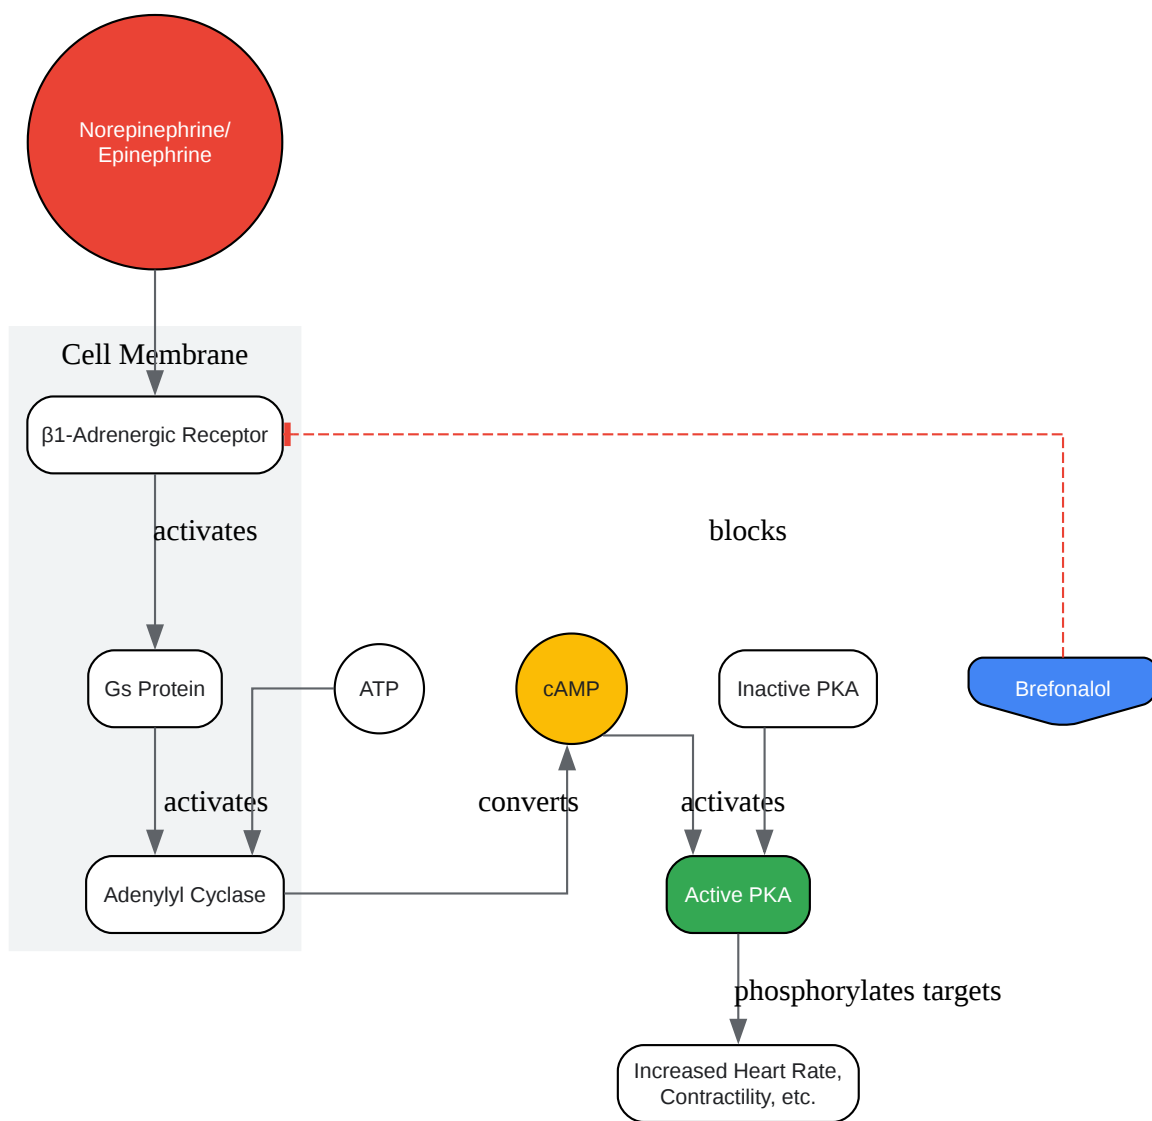 Norepinephrine/
Epinephrine
Cell Membrane
β1-Adrenergic Receptor
activates
blocks
Gs Protein
ATP
cAMP
Inactive PKA
Brefonalol
activates
converts
activates
Adenylyl Cyclase
Active PKA
phosphorylates targets
Increased Heart Rate,
Contractility, etc.